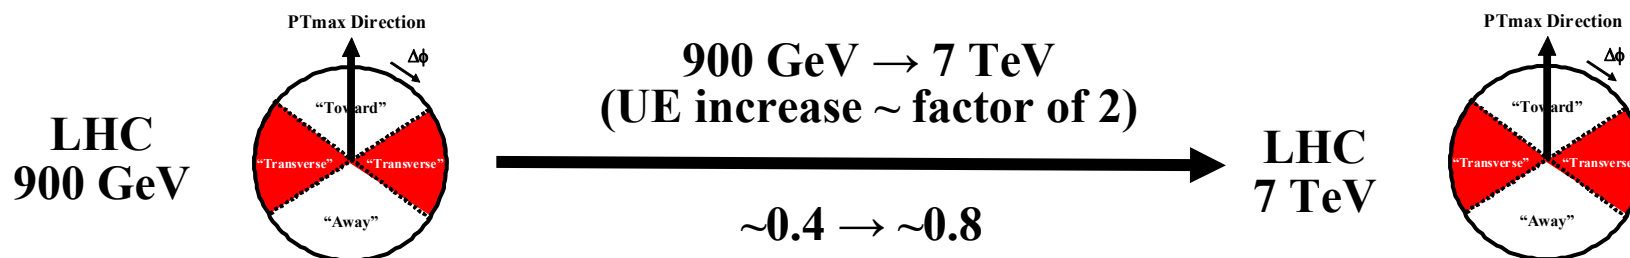 PTmax Direction
Δϕ
“Toward”
“Transverse” “Transverse”
“Away”
LHC
900 GeV
900 GeV → 7 TeV
(UE increase ~ factor of 2)
~0.4 → ~0.8
LHC
7 TeV
PTmax Direction
Δϕ
“Toward”
“Transverse” “Transverse
“Away”